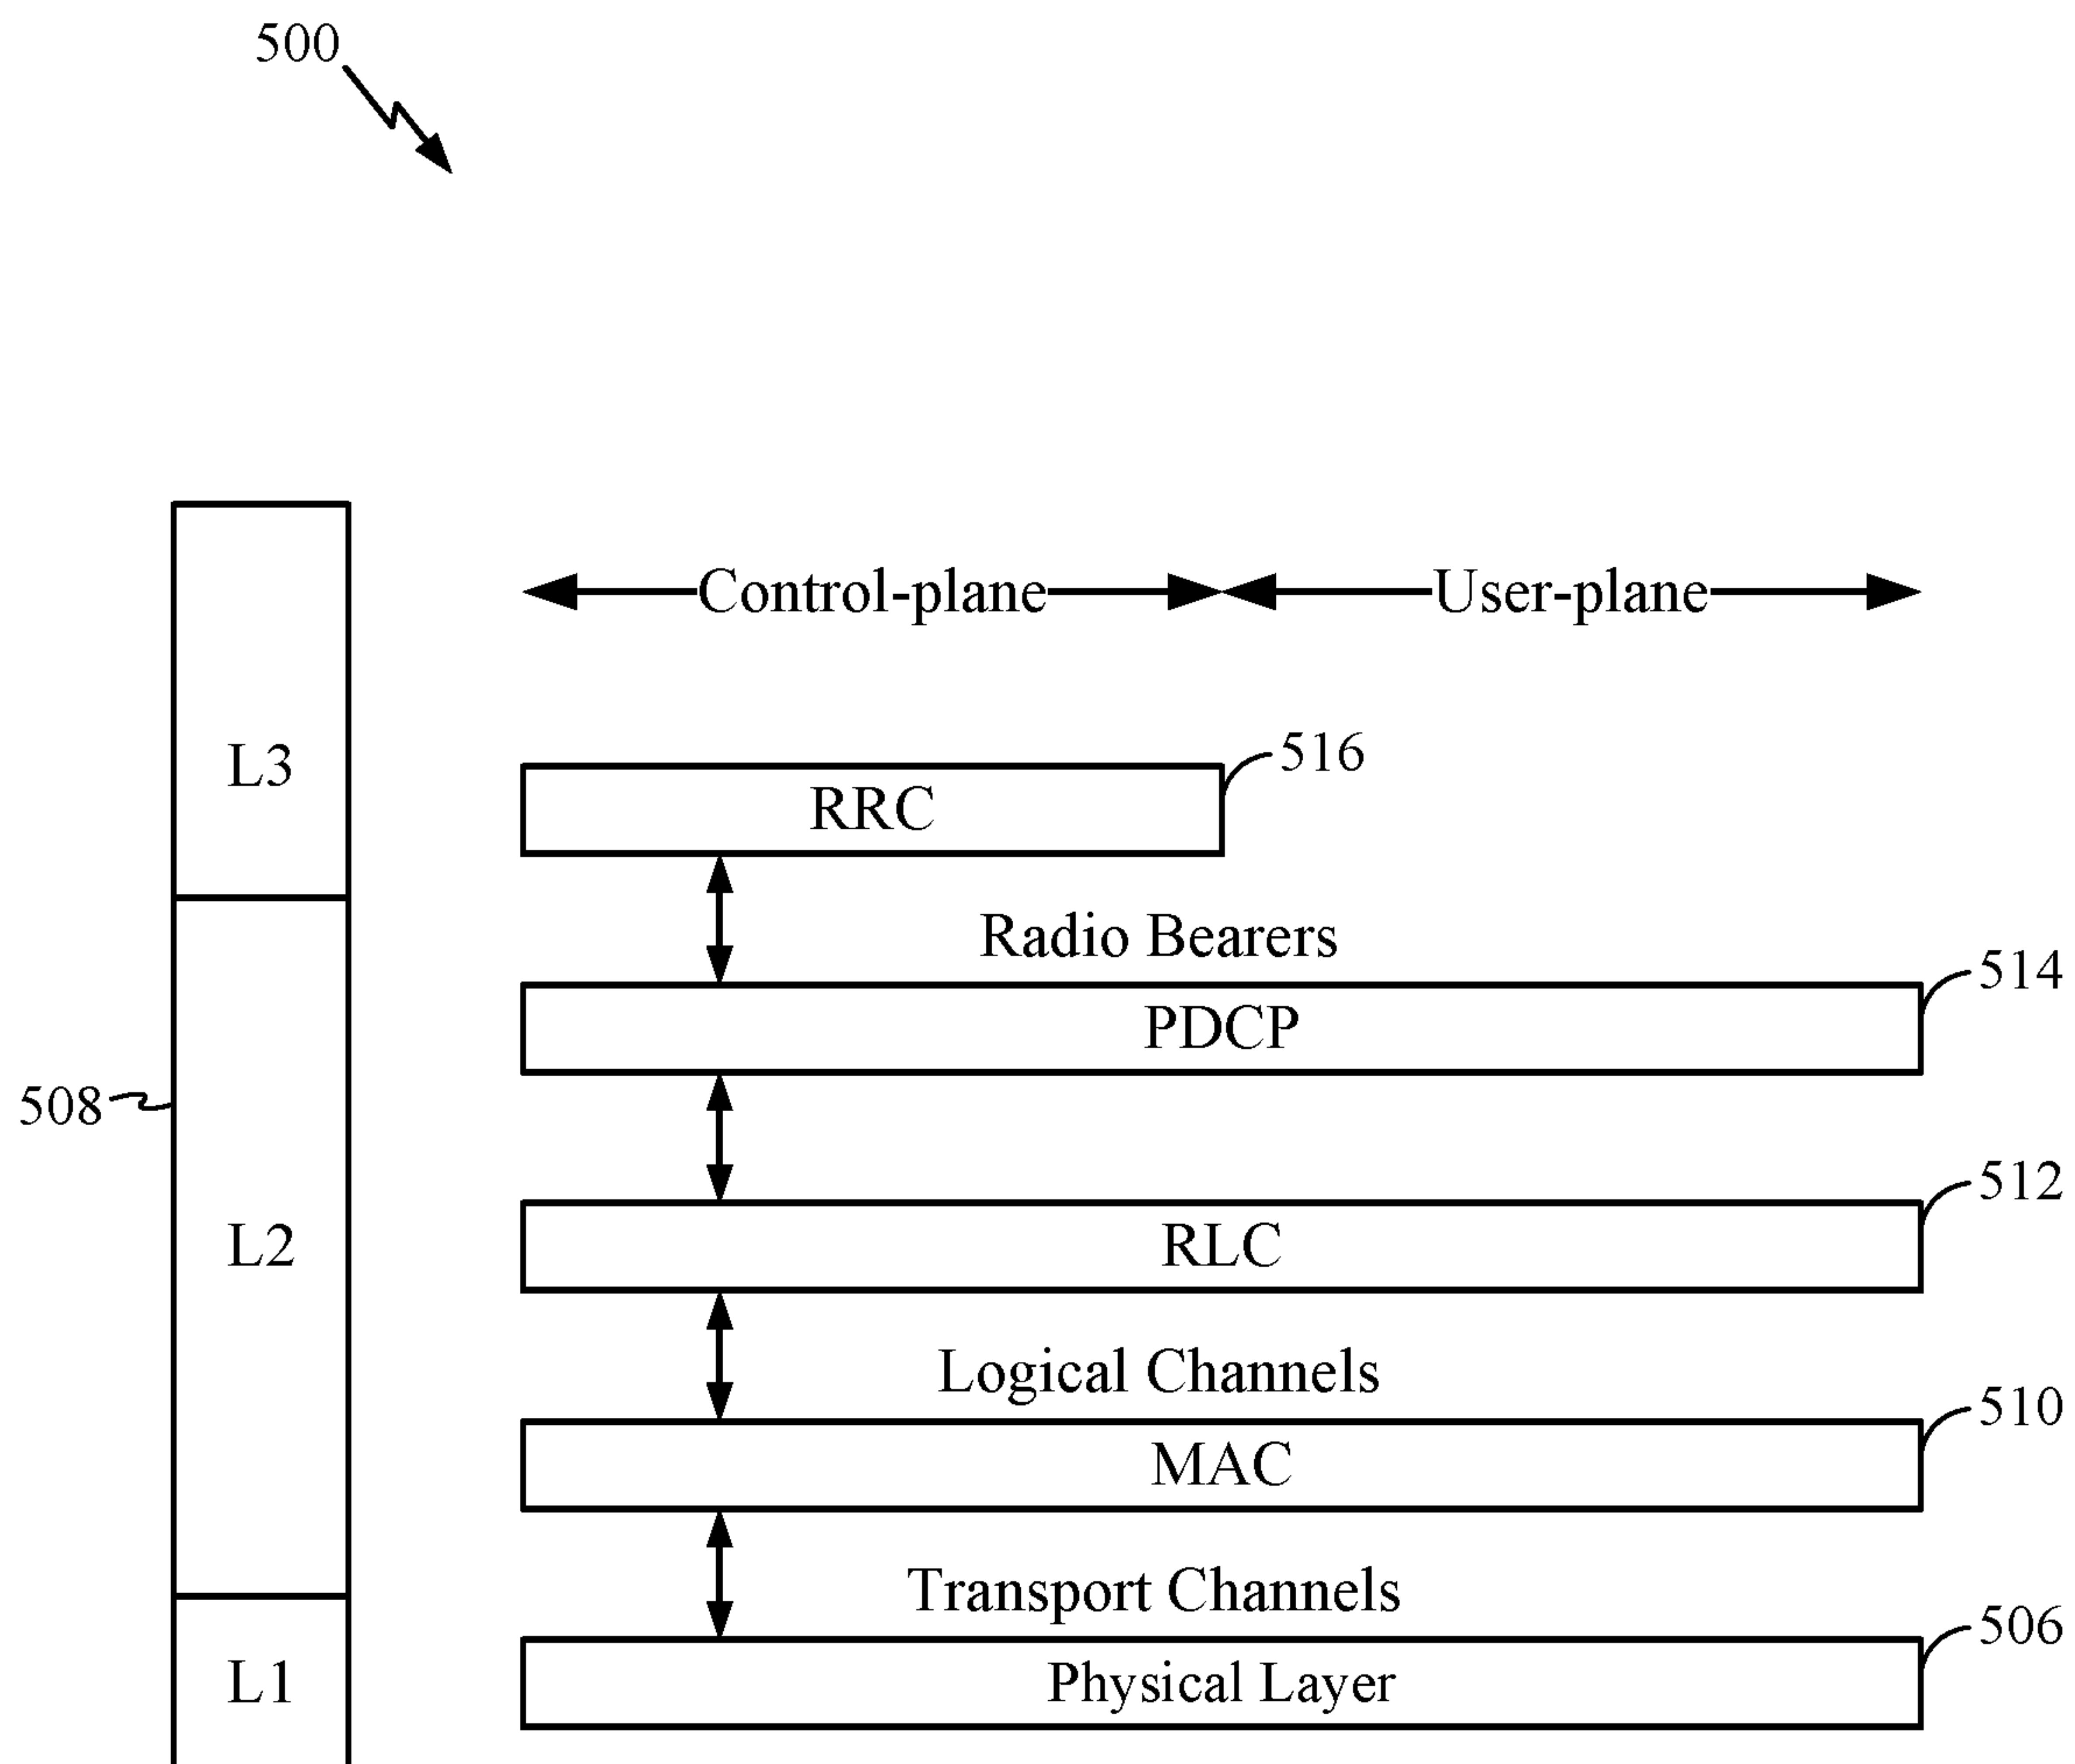 500
Control-plane User-plane
L3
516
RRC
Radio Bearers
514
PDCP
508
512
L2
RLC
Logical Channels
510
MAC
Transport Channels
506
L1
Physical Layer